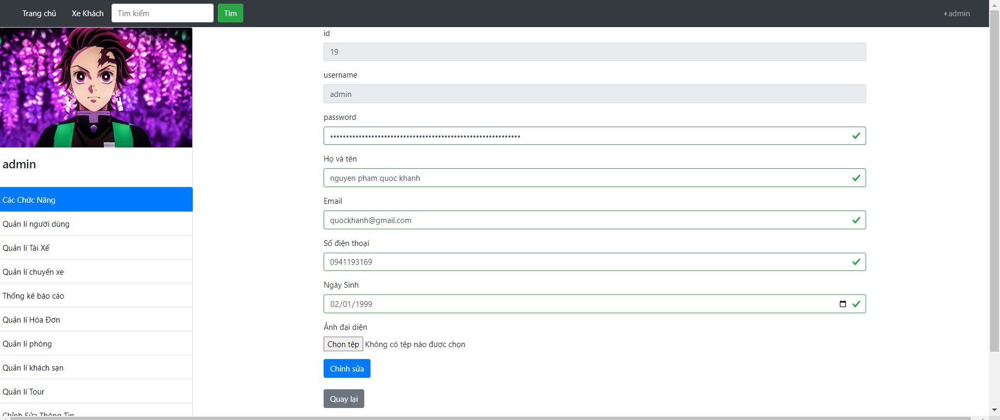 Trang chủ Xe Khách Tìm kiếm Tìm admin
admin
Các Chức Năng
Quản lí người dùng
Quản lí Tài Xế
Quản lí chuyến xe
Thống kê báo cáo
Quản lí Hóa Đơn
Quản lí phòng
Quản lí khách sạn
Quản lí Tour
Chỉnh Sửa Thông Tin
id
19
username
admin
password
••••••••••••••••••••••••••••••••••••••••••••••••••••••••••••
Họ và tên
nguyen pham quoc khanh
Email
quockhanh@gmail.com
Số điện thoại
0941193169
Ngày Sinh
02/01/1999
Ảnh đại diện
Chọn tệp Không có tệp nào được chọn
Chỉnh sửa
Quay lại